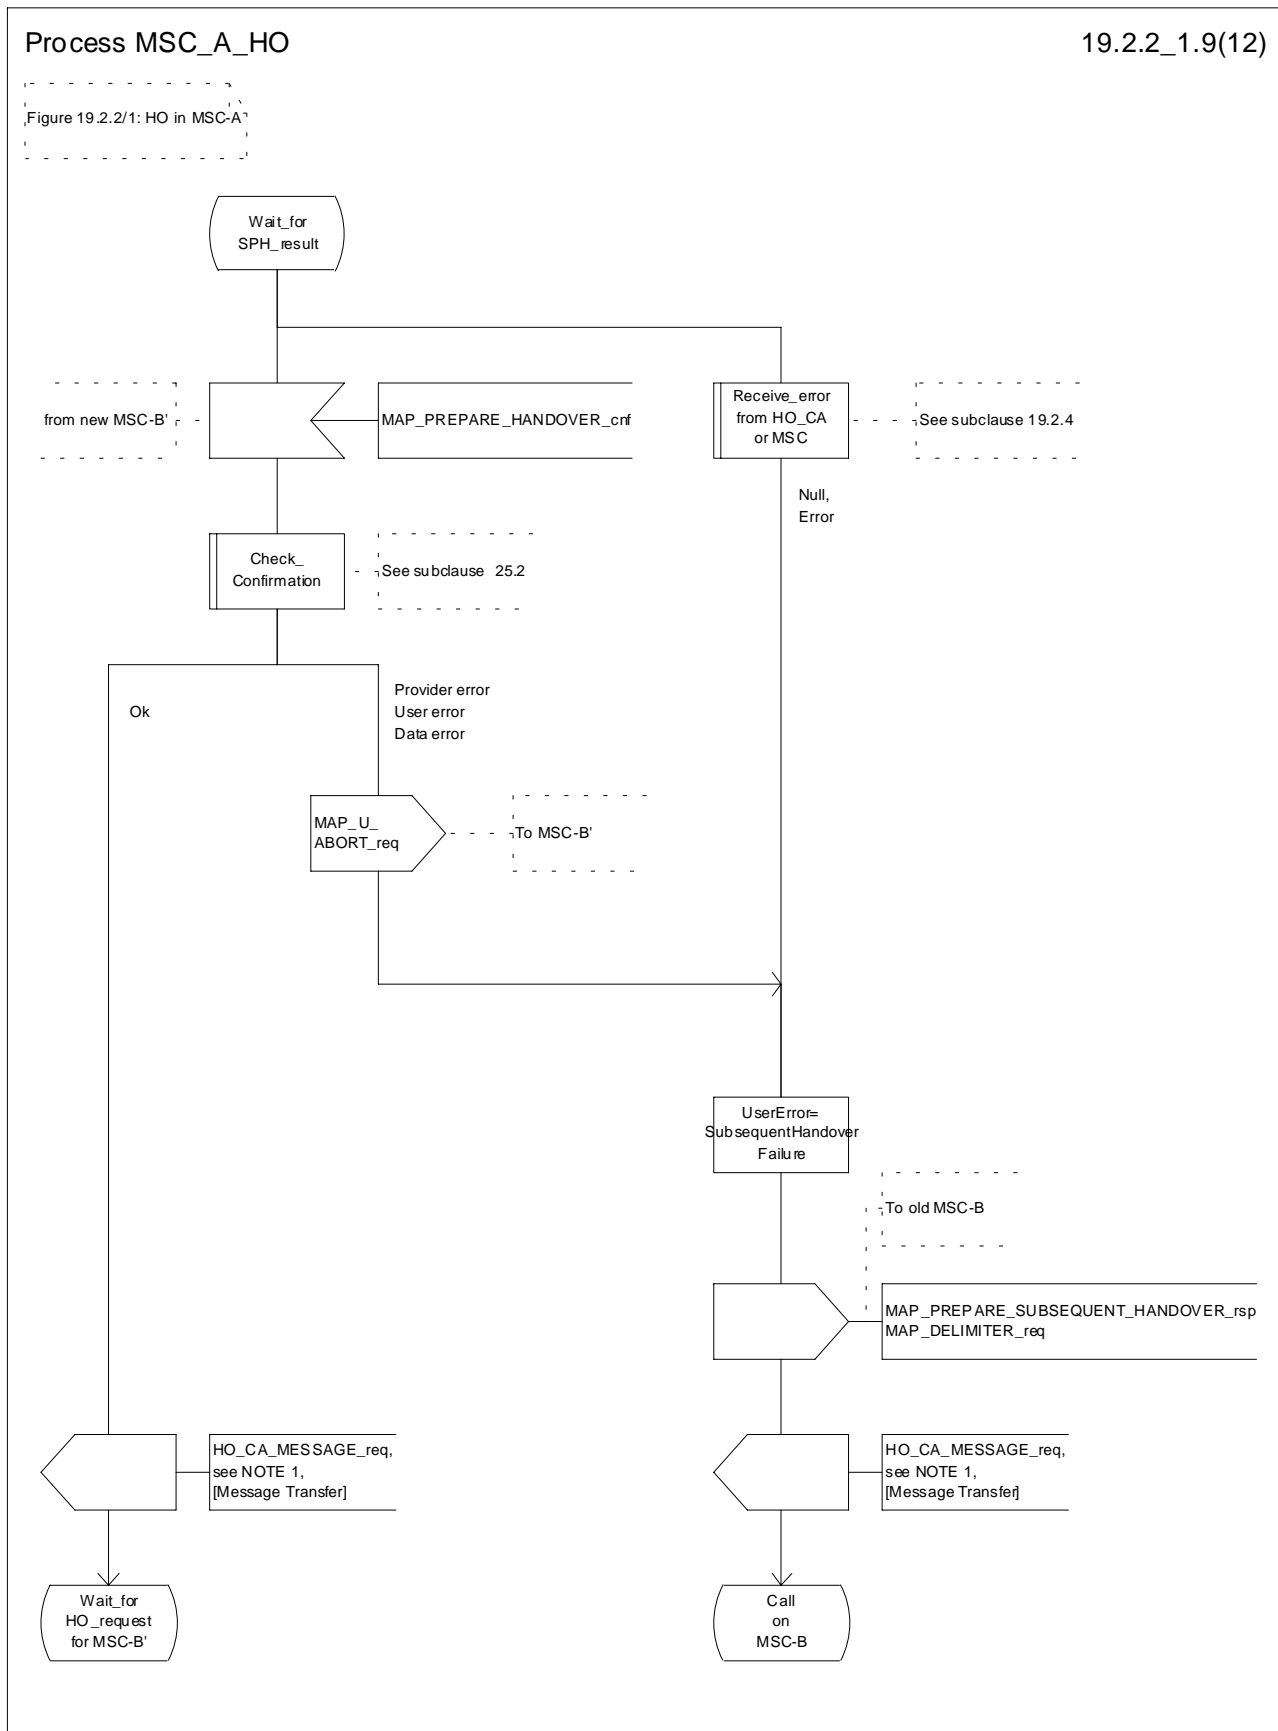 Process MSC_A_HO
19.2.2_1.9(12)
Figure 19.2.2/1: HO in MSC-A
Wait_for
SPH_result
from new MSC-B'
MAP_PREPARE_HANDOVER_cnf
Receive_error
from HO_CA
or MSC
See subclause 19.2.4
Null,
Error
Check_
Confirmation
See subclause 25.2
Ok
Provider error
User error
Data error
MAP_U_
ABORT_req
To MSC-B'
UserError=
SubsequentHandover
Failure
To old MSC-B
MAP_PREPARE_SUBSEQUENT_HANDOVER_rsp
MAP_DELIMITER_req
HO_CA_MESSAGE_req,
see NOTE 1,
[Message Transfer]
HO_CA_MESSAGE_req,
see NOTE 1,
[Message Transfer]
Wait_for
HO_request
for MSC-B'
Call
on
MSC-B